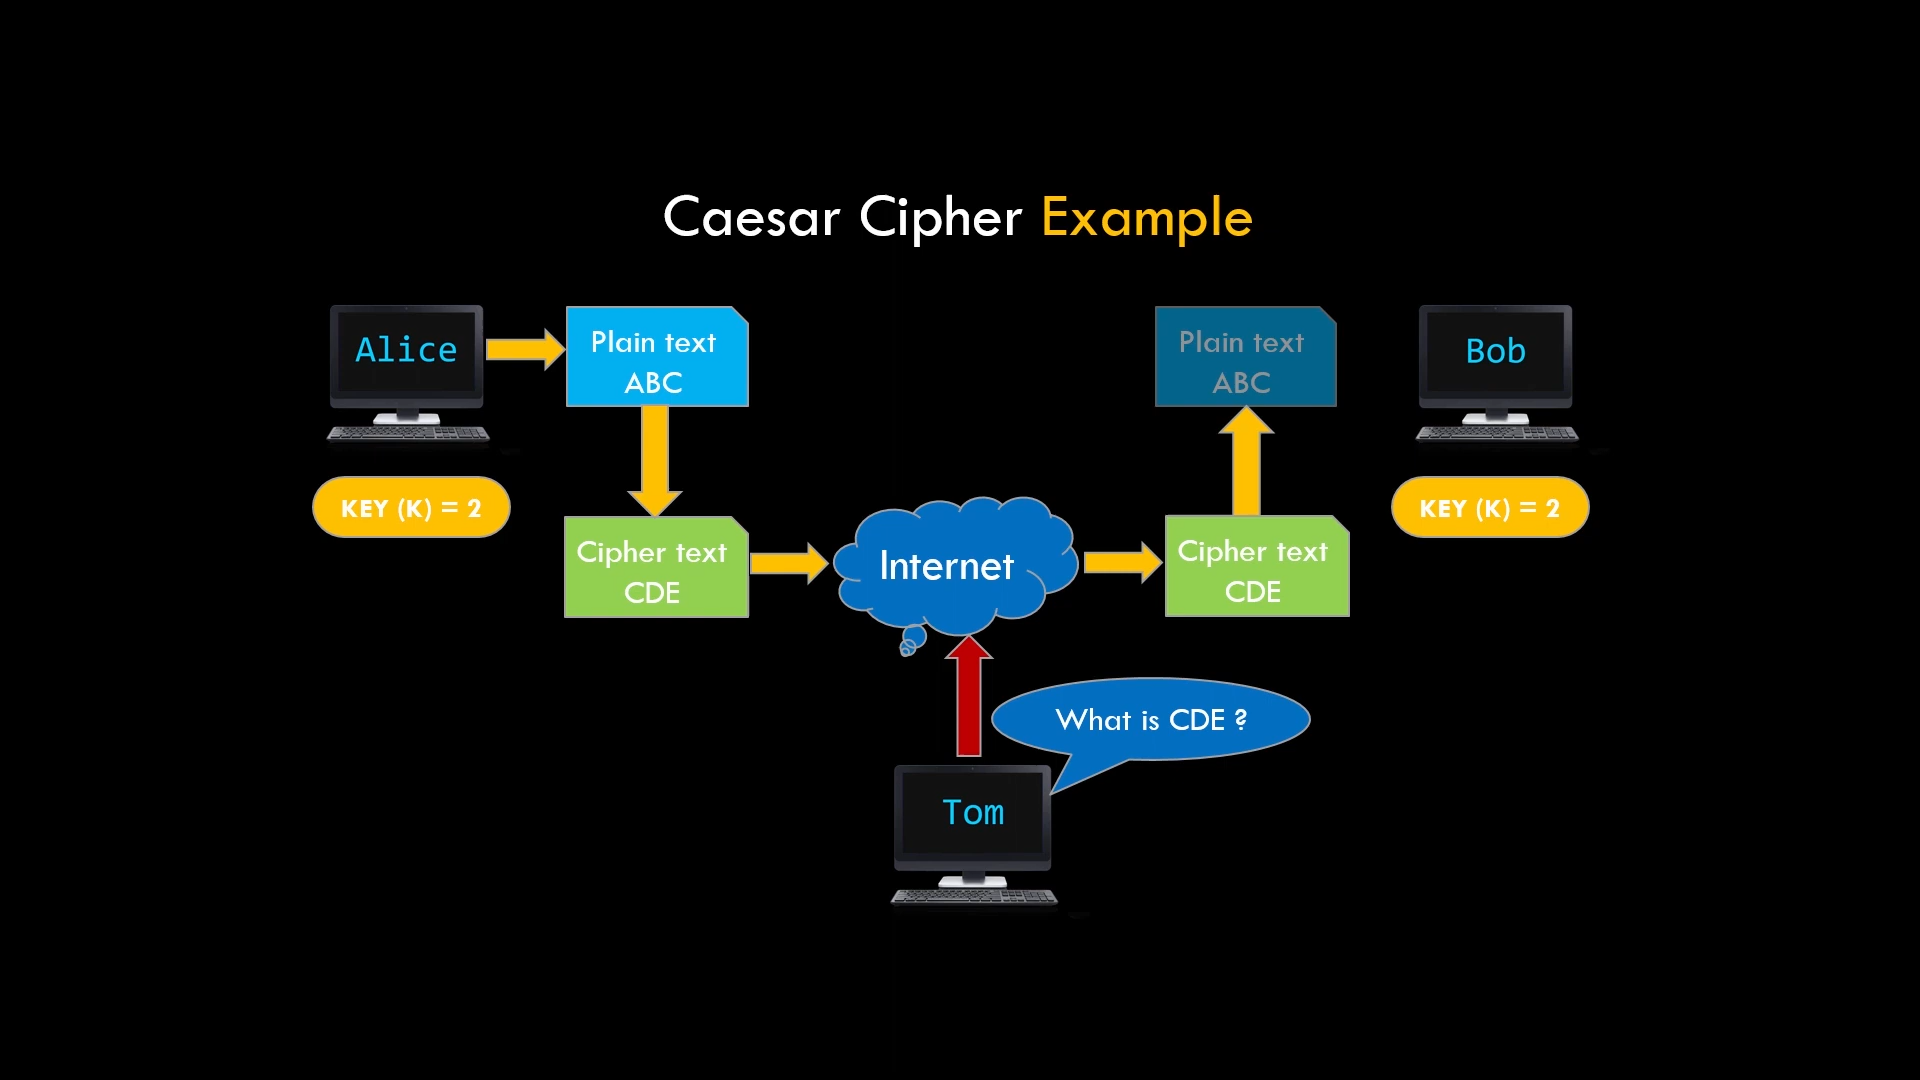 Caesar Cipher Example
Alice
Plain text
ABC
Plain text
ABC
Bob
KEY (K) = 2
KEY (K) = 2
Cipher text
CDE
Internet
Cipher text
CDE
What is CDE ?
Tom